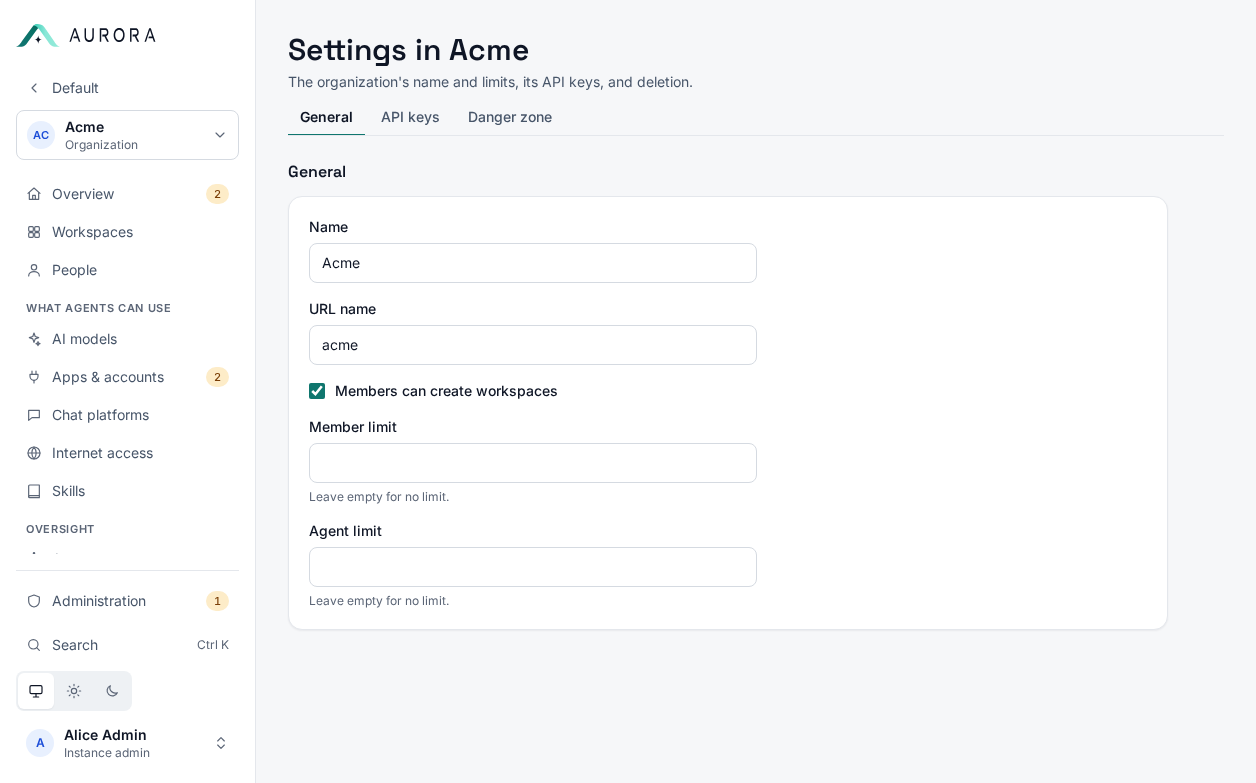 AURORA
Default
AC
Acme
Organization
Overview
2
Workspaces
People
WHAT AGENTS CAN USE
AI models
Apps & accounts
2
Chat platforms
Internet access
Skills
OVERSIGHT
Administration
1
Search
Ctrl K
A
Alice Admin
Instance admin
Settings in Acme
The organization's name and limits, its API keys, and deletion.
General
API keys
Danger zone
General
Name
Acme
URL name
acme
Members can create workspaces
Member limit
Leave empty for no limit.
Agent limit
Leave empty for no limit.